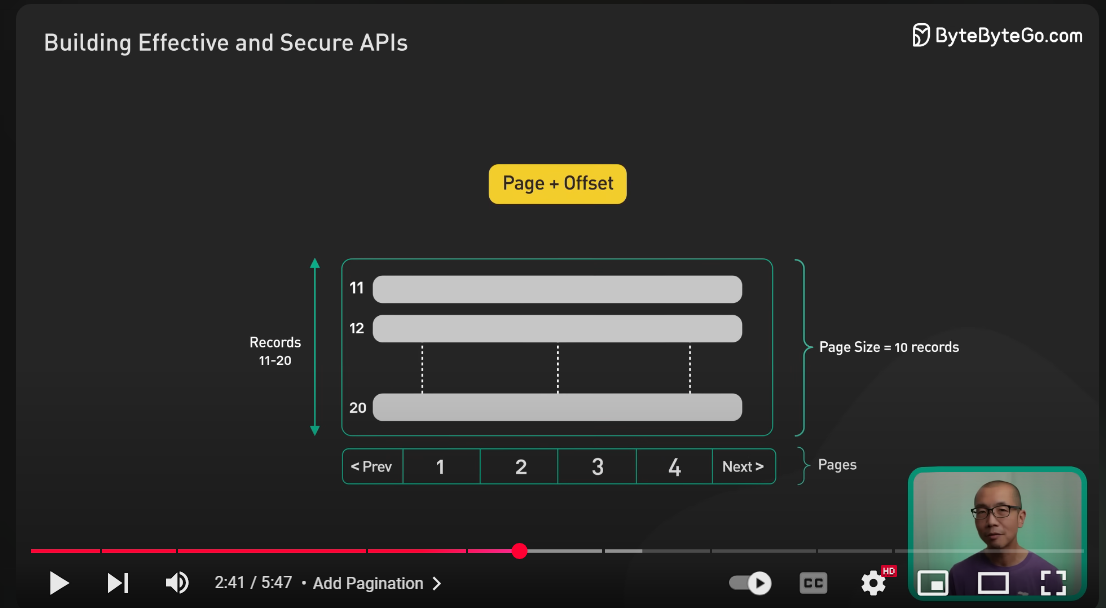 Building Effective and Secure APIs
ByteByteGo.com
Page + Offset
11
12
20
Records
11-20
Page Size = 10 records
< Prev
1
2
3
4
Next >
Pages
2:41 / 5:47 • Add Pagination >
CC
HD